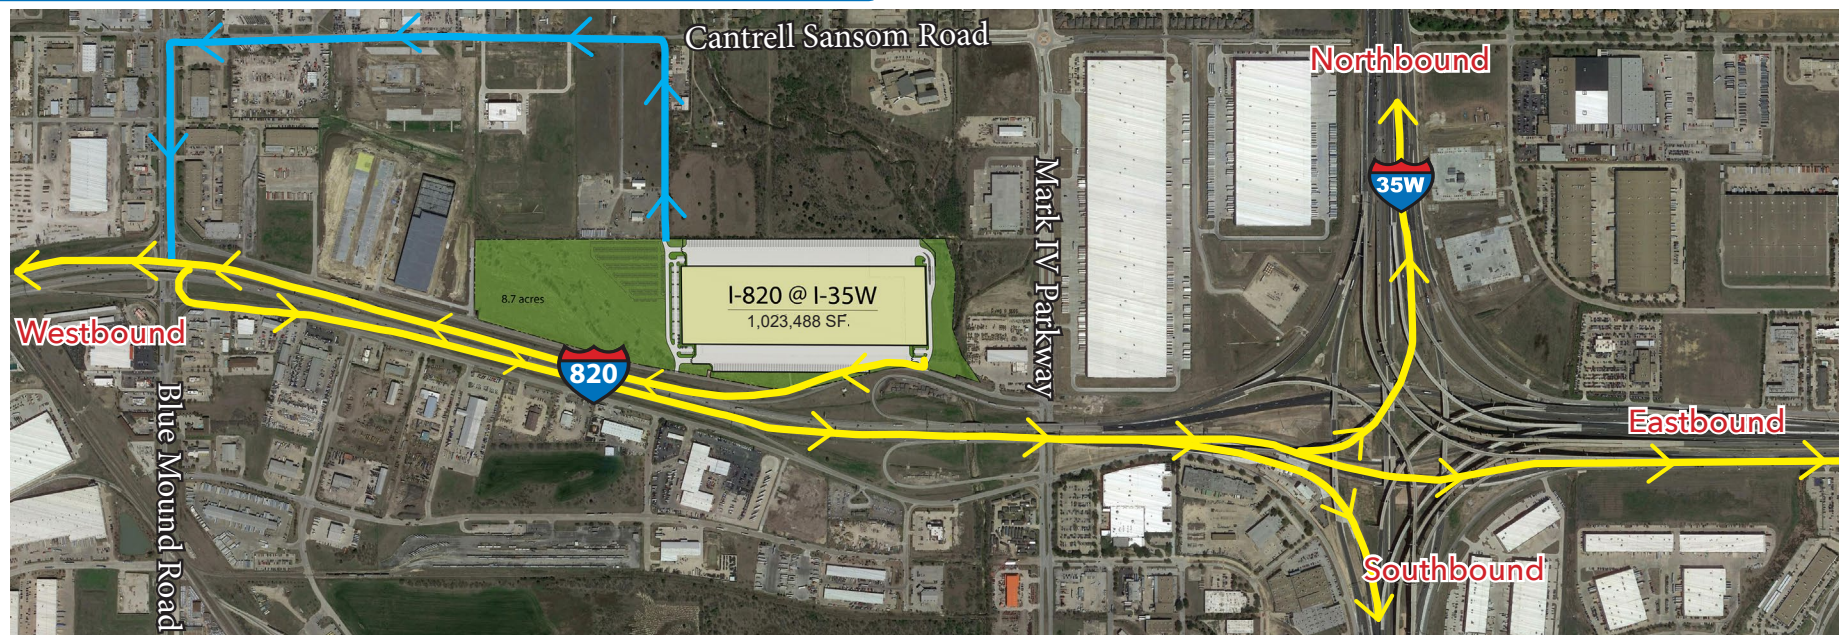 Cantrell Sansom Road
Northbound
35W
Mark IV Parkway
8.7 acres
I-820 @ I-35W
1,023,488 SF.
Westbound
820
Blue Mound Road
Eastbound
Southbound